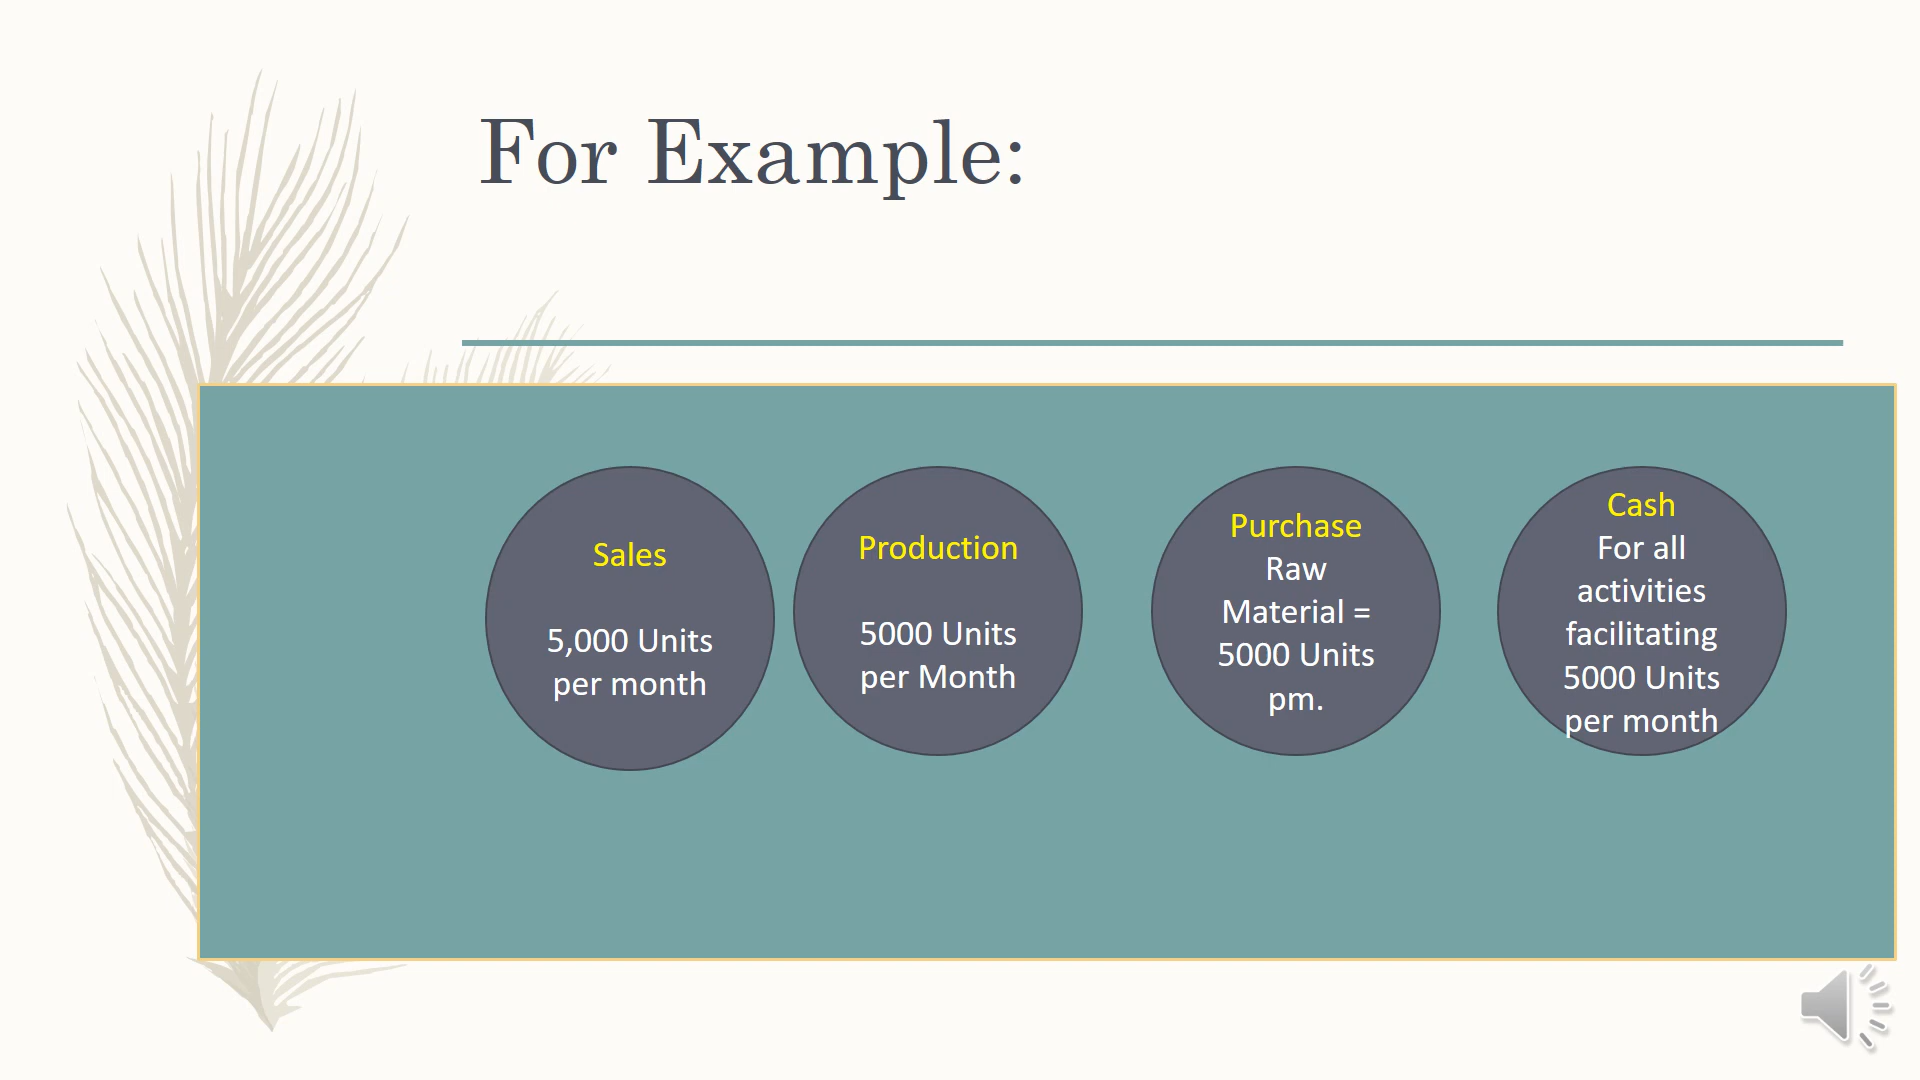 For Example:
Sales
5,000 Units
per month
Production
5000 Units
per Month
Purchase
Raw
Material =
5000 Units
pm.
Cash
For all
activities
facilitating
5000 Units
per month